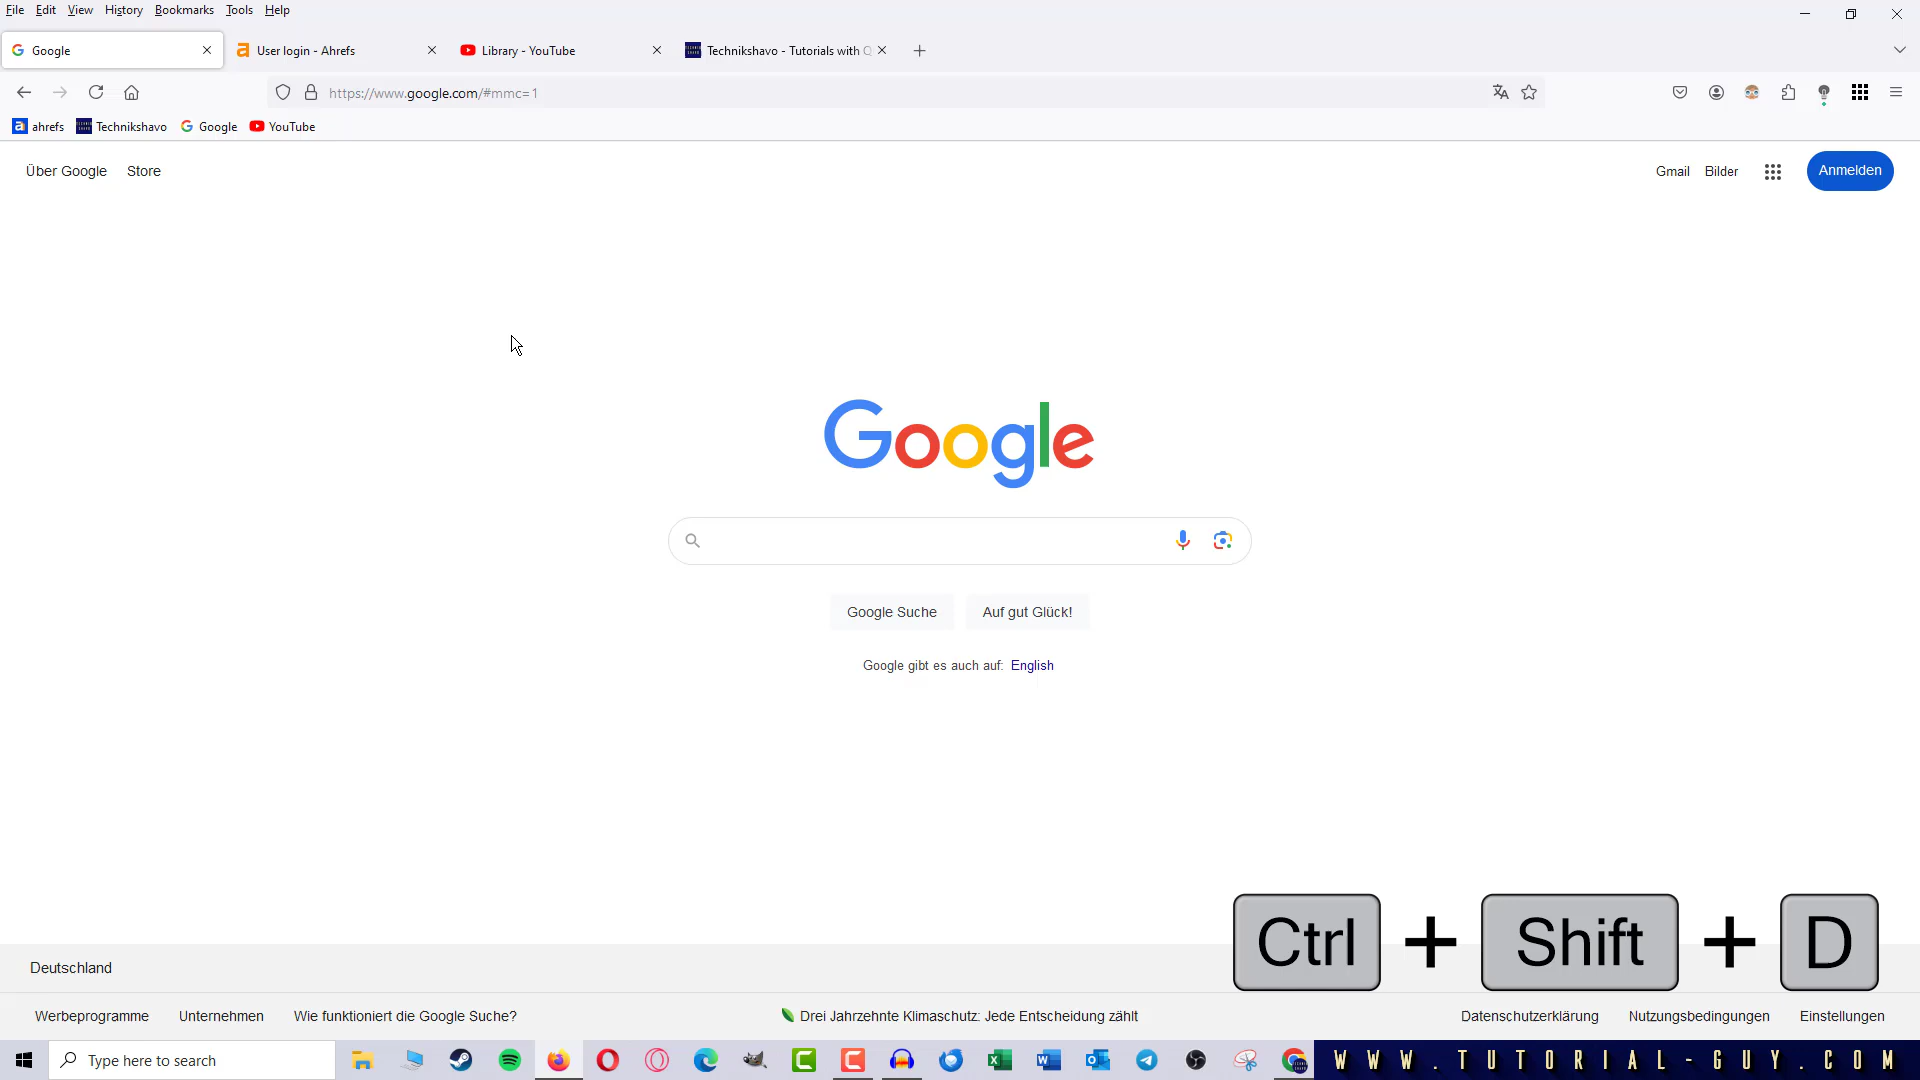 File Edit View History Bookmarks Tools Help
Google User login - Ahrefs Library - YouTube Technikshavo - Tutorials with Q
https://www.google.com/#mmc=1
ahrefs Technikshavo Google YouTube
Über Google Store Gmail Bilder Anmelden
Google
Google Suche Auf gut Glück!
Google gibt es auch auf: English
Ctrl + Shift + D
Deutschland
Werbeprogramme Unternehmen Wie funktioniert die Google Suche? Drei Jahrzehnte Klimaschutz: Jede Entscheidung zählt Datenschutzerklärung Nutzungsbedingungen Einstellungen
Type here to search WWW.TUTORIAL-GUY.COM